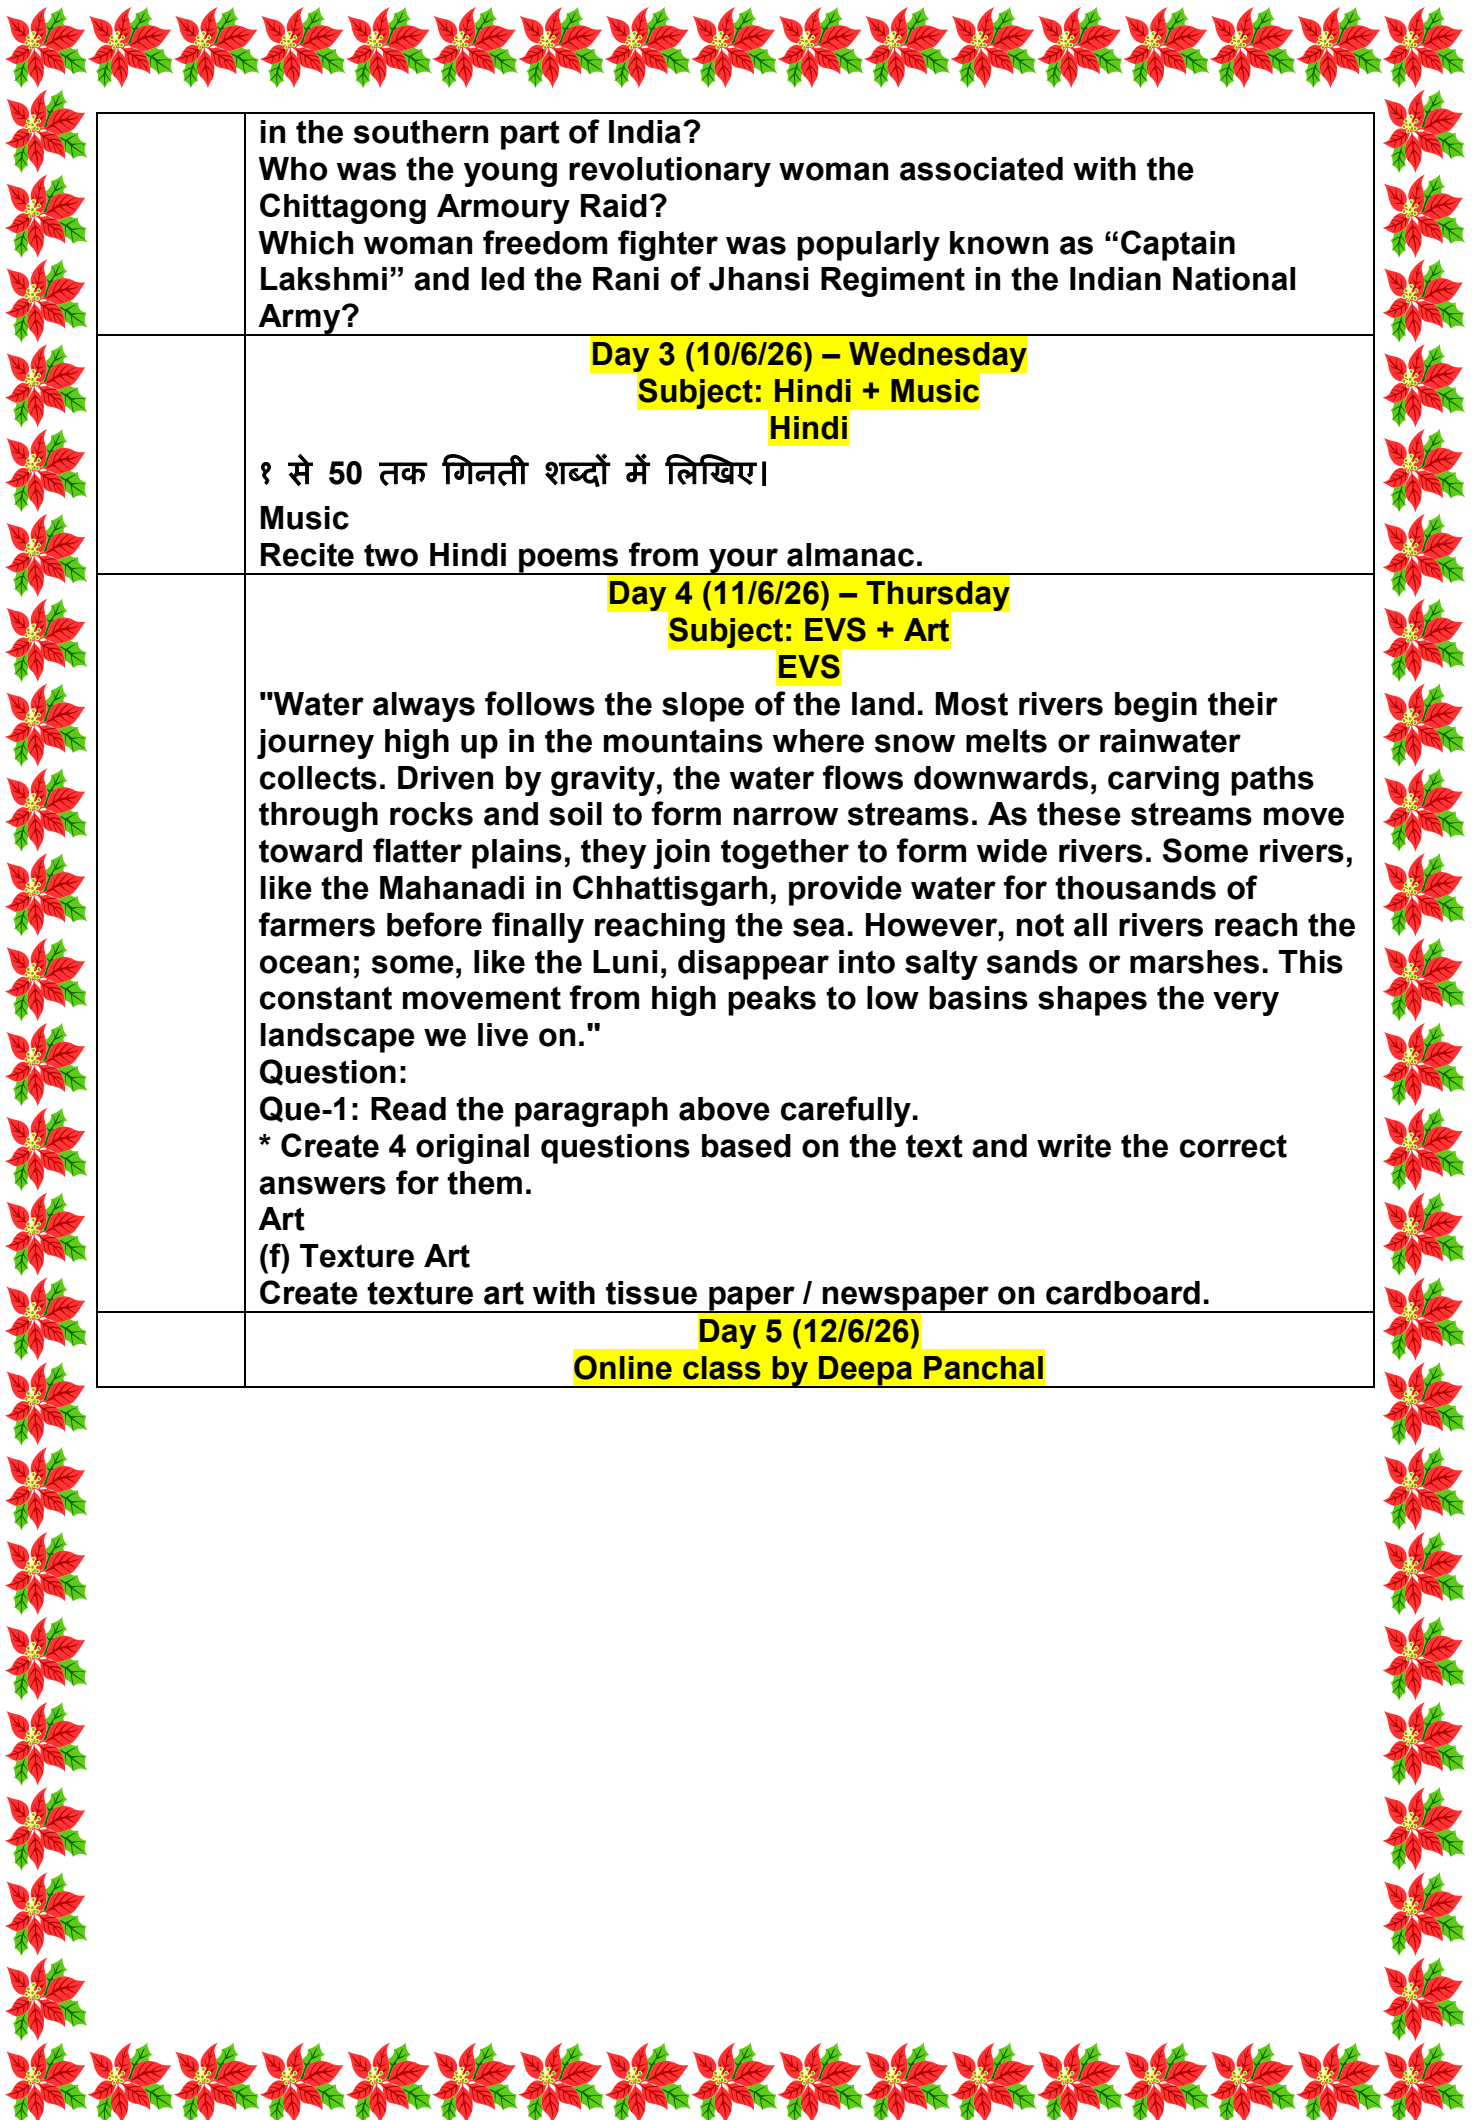 in the southern part of India?
Who was the young revolutionary woman associated with the
Chittagong Armoury Raid?
Which woman freedom fighter was popularly known as “Captain
Lakshmi” and led the Rani of Jhansi Regiment in the Indian National
Army?
Day 3 (10/6/26) – Wednesday
Subject: Hindi + Music
Hindi
१ से 50 तक गिनती शब्दों में लिखिए।
Music
Recite two Hindi poems from your almanac.
Day 4 (11/6/26) – Thursday
Subject: EVS + Art
EVS
"Water always follows the slope of the land. Most rivers begin their
journey high up in the mountains where snow melts or rainwater
collects. Driven by gravity, the water flows downwards, carving paths
through rocks and soil to form narrow streams. As these streams move
toward flatter plains, they join together to form wide rivers. Some rivers,
like the Mahanadi in Chhattisgarh, provide water for thousands of
farmers before finally reaching the sea. However, not all rivers reach the
ocean; some, like the Luni, disappear into salty sands or marshes. This
constant movement from high peaks to low basins shapes the very
landscape we live on."
Question:
Que-1: Read the paragraph above carefully.
* Create 4 original questions based on the text and write the correct
answers for them.
Art
(f) Texture Art
Create texture art with tissue paper / newspaper on cardboard.
Day 5 (12/6/26)
Online class by Deepa Panchal